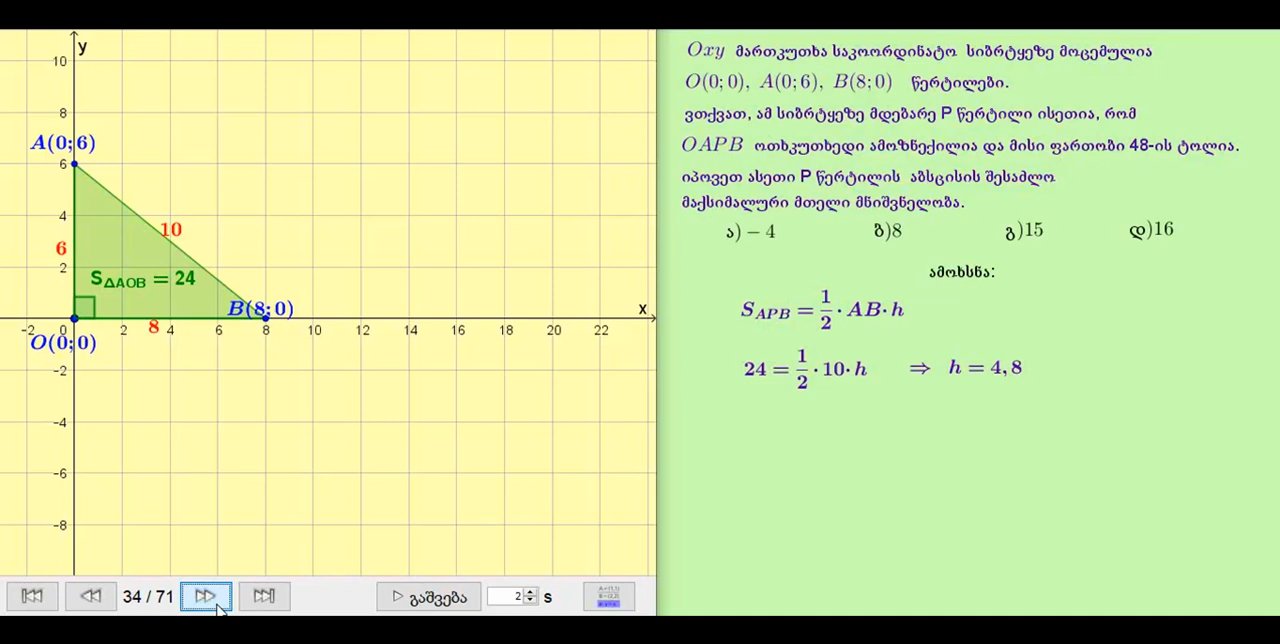 Oxy მართკუთხა საკოორდინატო სიბრტყეზე მოცემულია
O(0; 0), A(0; 6), B(8; 0) წერტილები.
ვთქვათ, ამ სიბრტყეზე მდებარე P წერტილი ისეთია, რომ
OAPB ოთხკუთხედი ამოზნექილია და მისი ფართობი 48-ის ტოლია.
იპოვეთ ასეთი P წერტილის აბსცისის შესაძლო
მაქსიმალური მთელი მნიშვნელობა.
ა) – 4 ბ)8 გ)15 დ)16
ამოხსნა:
S_APB = 1/2 · AB · h
24 = 1/2 · 10 · h ⇒ h = 4, 8
y
10
8
A(0; 6)
6
4
10
6
2
S_ΔAOB = 24
B(8; 0)
x
-2 0 2 4 6 8 10 12 14 16 18 20 22
8
O(0; 0)
-2
-4
-6
-8
34 / 71
გაშვება
2 s